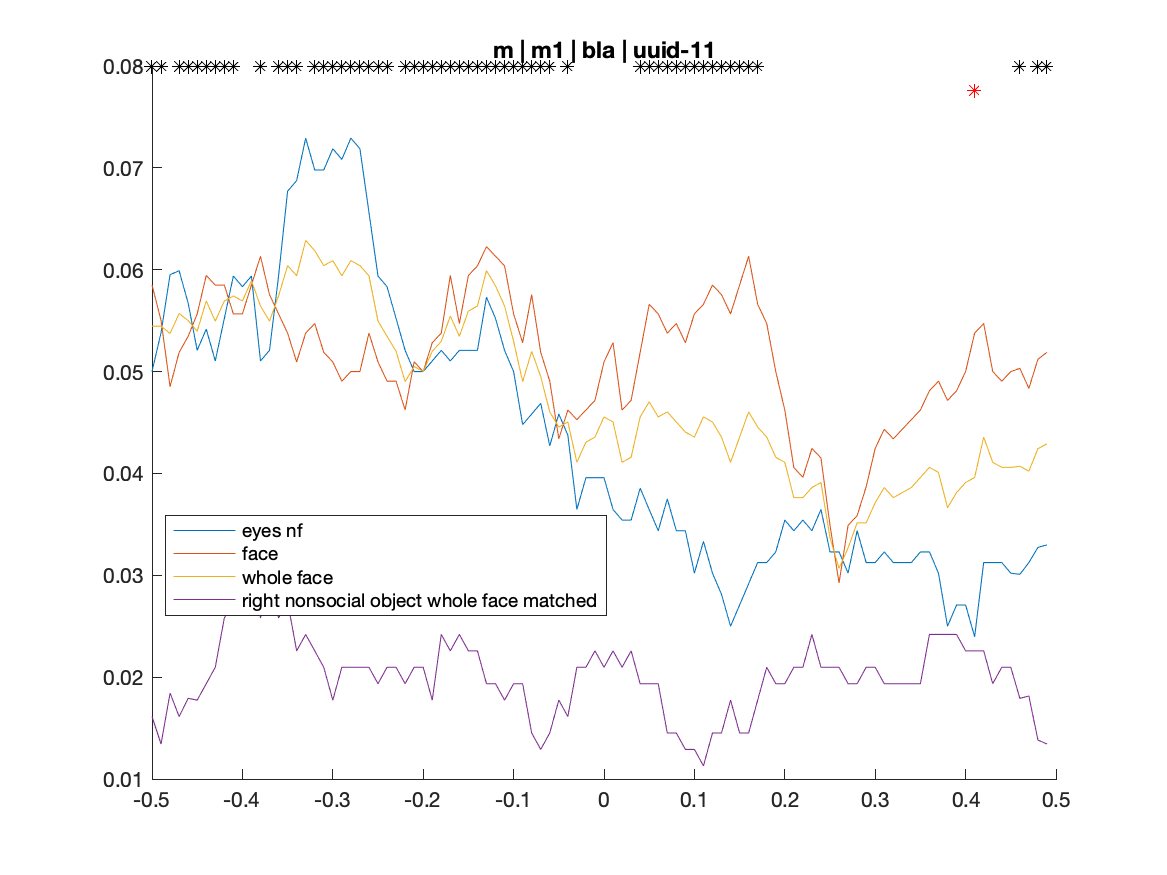 m | m1 | bla | uuid-11
0.08
0.07
0.06
0.05
0.04
0.03
0.02
0.01
eyes nf
face
whole face
right nonsocial object whole face matched
-0.5 -0.4 -0.3 -0.2 -0.1 0 0.1 0.2 0.3 0.4 0.5